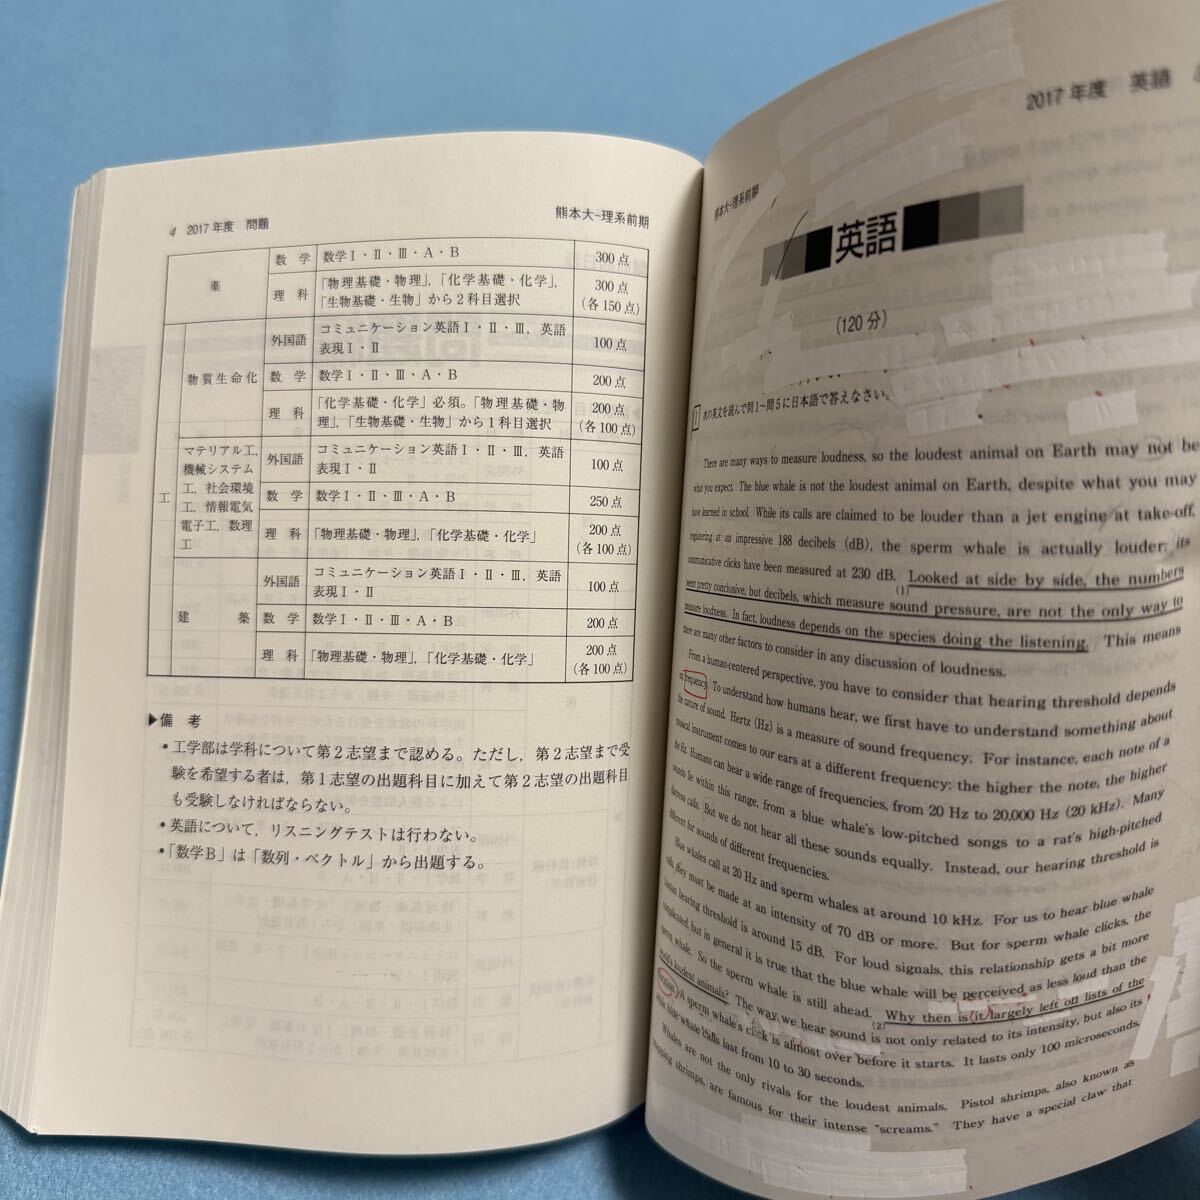 4 2017年度 問題
熊本大-理系前期
薬
数学
数学Ⅰ・Ⅱ・Ⅲ・A・B
300点
理科
「物理基礎・物理」,「化学基礎・化学」,
「生物基礎・生物」から2科目選択
300点
(各150点)
工
物質生命化
外国語
コミュニケーション英語Ⅰ・Ⅱ・Ⅲ, 英語
表現Ⅰ・Ⅱ
100点
数学
数学Ⅰ・Ⅱ・Ⅲ・A・B
200点
理科
「化学基礎・化学」必須。「物理基礎・物
理」,「生物基礎・生物」から1科目選択
200点
(各100点)
マテリアル工,
機械システム
工, 社会環境
工, 情報電気
電子工, 数理
工
外国語
コミュニケーション英語Ⅰ・Ⅱ・Ⅲ, 英語
表現Ⅰ・Ⅱ
100点
数学
数学Ⅰ・Ⅱ・Ⅲ・A・B
250点
理科
「物理基礎・物理」,「化学基礎・化学」
200点
(各100点)
建築
外国語
コミュニケーション英語Ⅰ・Ⅱ・Ⅲ, 英語
表現Ⅰ・Ⅱ
100点
数学
数学Ⅰ・Ⅱ・Ⅲ・A・B
200点
理科
「物理基礎・物理」,「化学基礎・化学」
200点
(各100点)
▶備考
・工学部は学科について第2志望まで認める。ただし, 第2志望まで受
験を希望する者は, 第1志望の出題科目に加えて第2志望の出題科目
も受験しなければならない。
・英語について, リスニングテストは行わない。
・「数学B」は「数列・ベクトル」から出題する。
熊本大-理系前期
2017年度 英語
英語
(120分)
1 次の英文を読んで問1~問5に日本語で答えなさい。
There are many ways to measure loudness, so the loudest animal on Earth may not be
what you expect. The blue whale is not the loudest animal on Earth, despite what you may
have learned in school. While its calls are claimed to be louder than a jet engine at take-off,
registering at an impressive 188 decibels (dB), the sperm whale is actually louder: its
communicative clicks have been measured at 230 dB. Looked at side by side, the numbers
(1)
seem pretty conclusive, but decibels, which measure sound pressure, are not the only way to
measure loudness. In fact, loudness depends on the species doing the listening. This means
there are many other factors to consider in any discussion of loudness.
From a human-centered perspective, you have to consider that hearing threshold depends
on frequency. To understand how humans hear, we first have to understand something about
the nature of sound. Hertz (Hz) is a measure of sound frequency. For instance, each note of a
musical instrument comes to our ears at a different frequency: the higher the note, the higher
the Hz. Humans can hear a wide range of frequencies, from 20 Hz to 20,000 Hz (20 kHz). Many
sounds lie within this range, from a blue whale's low-pitched songs to a rat's high-pitched
distress calls. But we do not hear all these sounds equally. Instead, our hearing threshold is
different for sounds of different frequencies.
Blue whales call at 20 Hz and sperm whales at around 10 kHz. For us to hear blue whale
calls, they must be made at an intensity of 70 dB or more. But for sperm whale clicks, the
human hearing threshold is around 15 dB. For loud signals, this relationship gets a bit more
complicated, but in general it is true that the blue whale will be perceived as less loud than the
sperm whale. So the sperm whale is still ahead. Why then is it largely left off lists of the
(2)
world's loudest animals? The way we hear sound is not only related to its intensity, but also its
duration. A sperm whale's click is almost over before it starts. It lasts only 100 microseconds,
while blue whale calls last from 10 to 30 seconds.
Whales are not the only rivals for the loudest animals. Pistol shrimps, also known as
snapping shrimps, are famous for their intense "screams." They have a special claw that